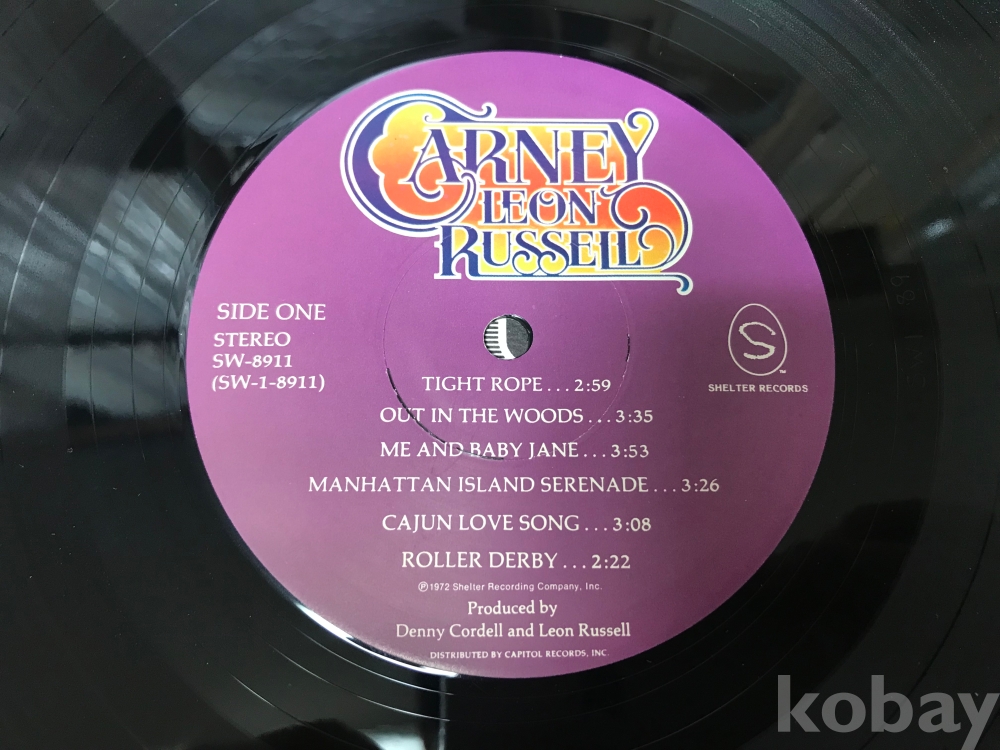 CARNEY
LEON
RUSSELL
SIDE ONE
STEREO
SW-8911
(SW-1-8911)
S
™
SHELTER RECORDS
TIGHT ROPE...2:59
OUT IN THE WOODS...3:35
ME AND BABY JANE...3:53
MANHATTAN ISLAND SERENADE...3:26
CAJUN LOVE SONG...3:08
ROLLER DERBY...2:22
℗1972 Shelter Recording Company, Inc.
Produced by
Denny Cordell and Leon Russell
DISTRIBUTED BY CAPITOL RECORDS, INC.
kobay